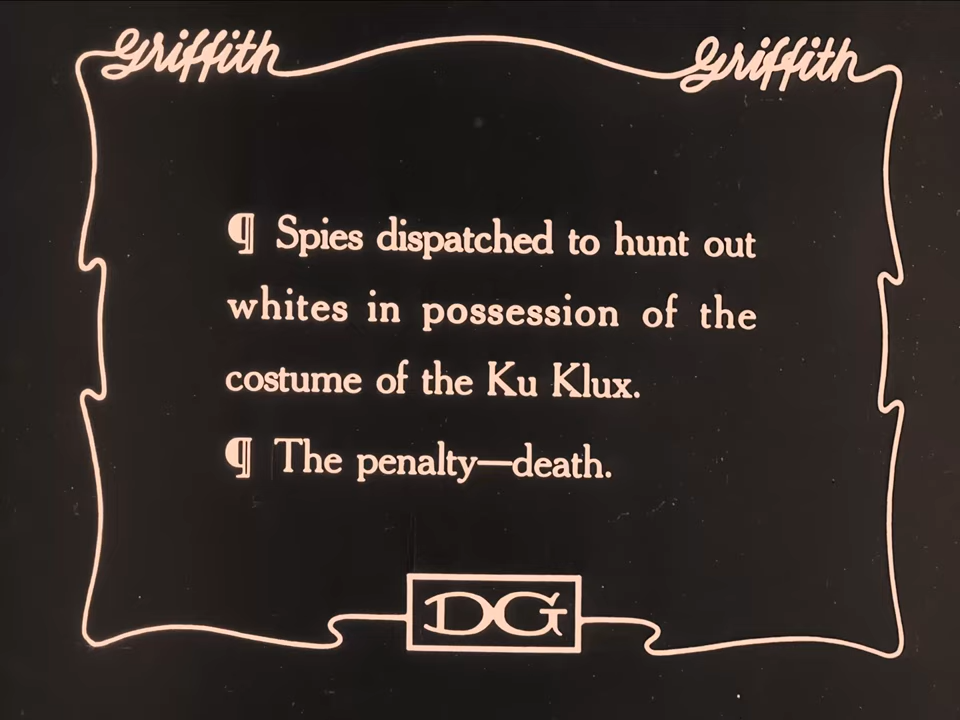 Griffith Griffith
¶ Spies dispatched to hunt out
whites in possession of the
costume of the Ku Klux.
¶ The penalty—death.
DG